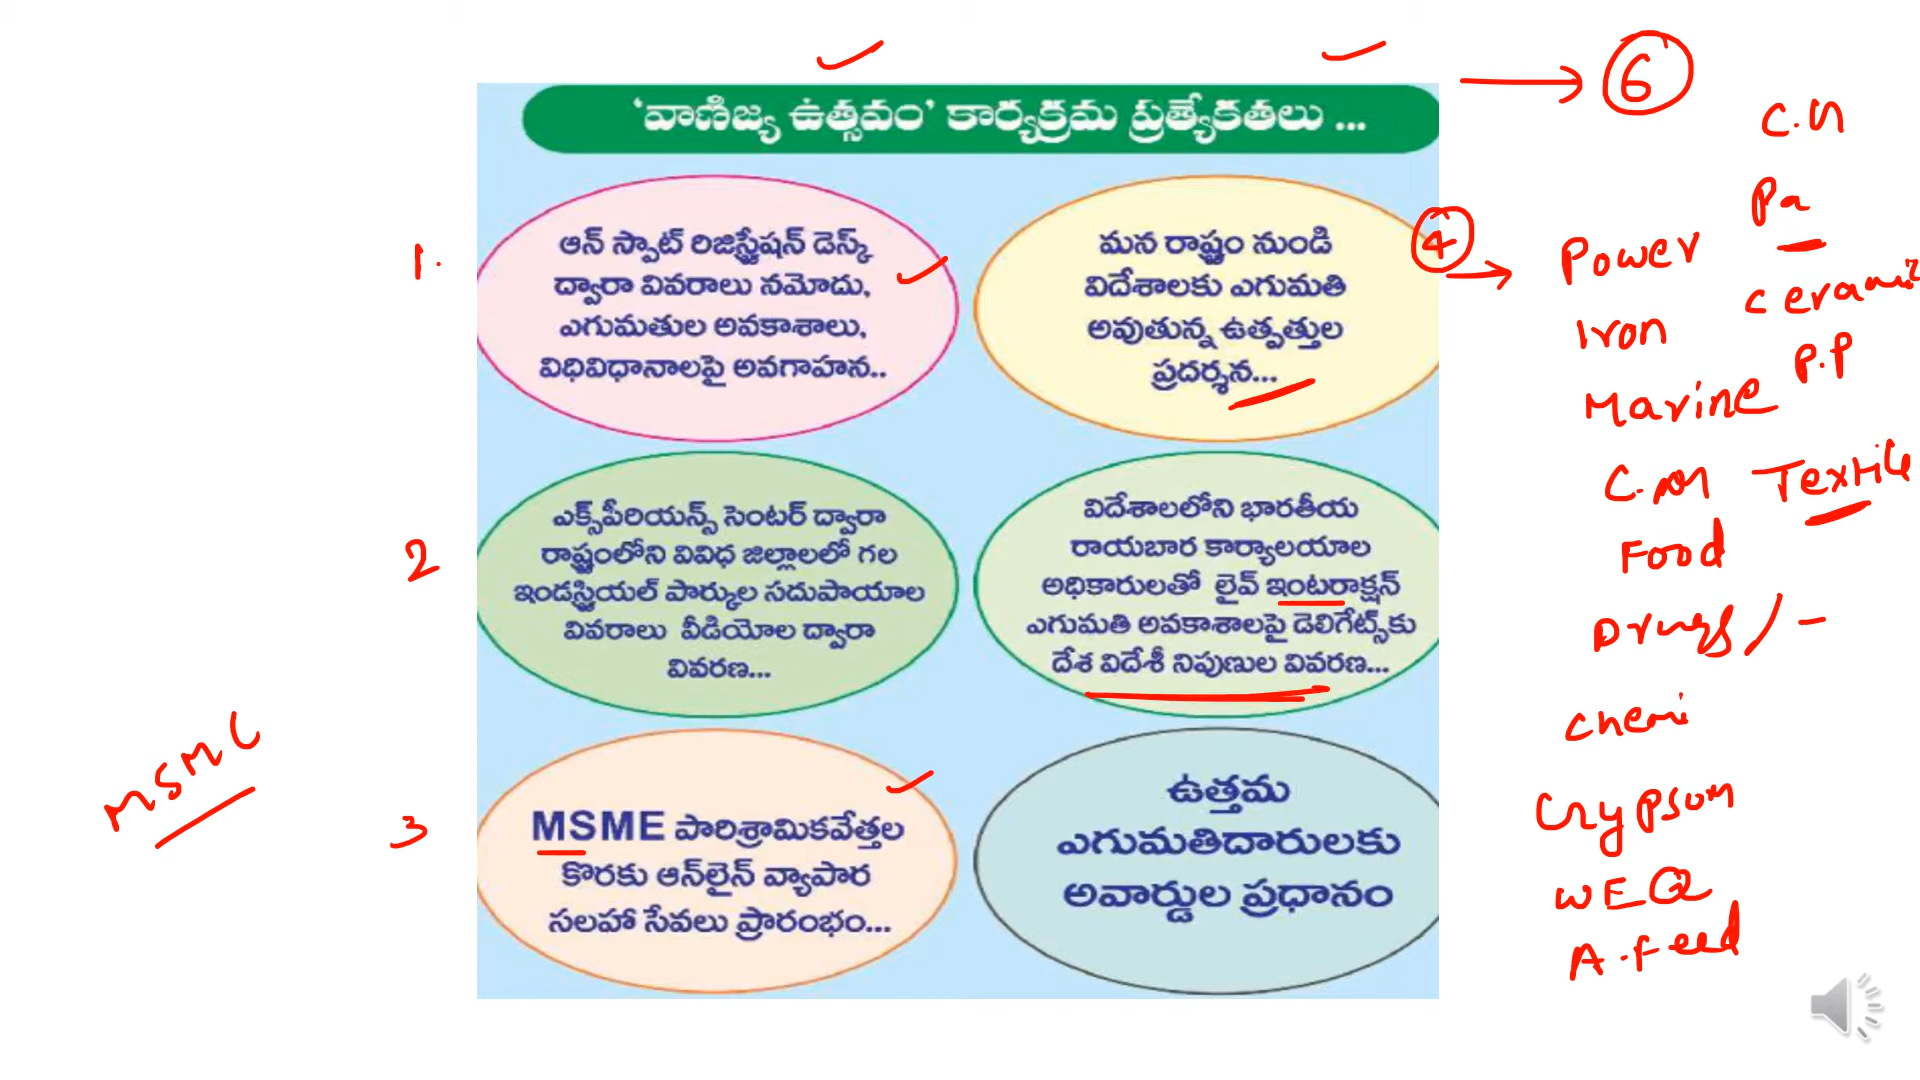 6
C.N
'వాణిజ్య ఉత్సవం' కార్యక్రమ ప్రత్యేకతలు ...
1.
ఆన్ స్పాట్ రిజిస్ట్రేషన్ డెస్క్
ద్వారా వివరాలు నమోదు,
ఎగుమతుల అవకాశాలు,
విధివిధానాలపై అవగాహన..
మన రాష్ట్రం నుండి
విదేశాలకు ఎగుమతి
అవుతున్న ఉత్పత్తుల
ప్రదర్శన...
4
Pa
Power
Iron
Marine
P.P
Textile
Food
Drugs / -
chemi
WEQ
A.Feed
2
ఎక్స్‌పీరియన్స్ సెంటర్ ద్వారా
రాష్ట్రంలోని వివిధ జిల్లాలలో గల
ఇండస్ట్రియల్ పార్కుల సదుపాయాల
వివరాలు వీడియోల ద్వారా
వివరణ...
విదేశాలలోని భారతీయ
రాయబార కార్యాలయాల
అధికారులతో లైవ్ ఇంటరాక్షన్
ఎగుమతి అవకాశాలపై డెలిగేట్స్‌కు
దేశ విదేశీ నిపుణుల వివరణ...
3
MSME పారిశ్రామికవేత్తల
కొరకు ఆన్‌లైన్ వ్యాపార
సలహా సేవలు ప్రారంభం...
ఉత్తమ
ఎగుమతిదారులకు
అవార్డుల ప్రధానం